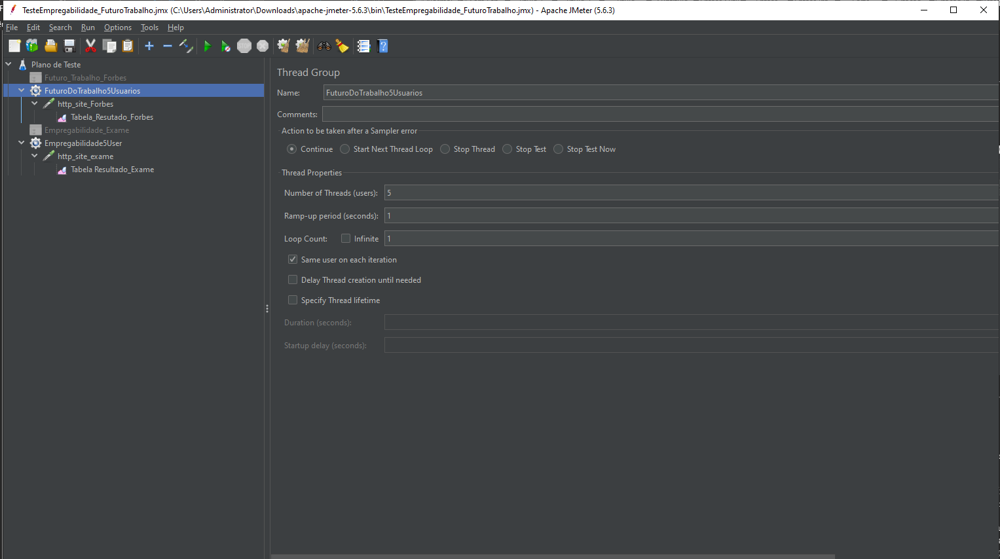 TesteEmpregabilidade_FuturoTrabalho.jmx (C:\Users\Administrator\Downloads\apache-jmeter-5.6.3\bin\TesteEmpregabilidade_FuturoTrabalho.jmx) - Apache JMeter (5.6.3)
File Edit Search Run Options Tools Help
STOP
Plano de Teste
Futuro_Trabalho_Forbes
FuturoDoTrabalho5Usuarios
http_site_Forbes
Tabela_Resutado_Forbes
Empregabilidade_Exame
Empregabilidade5User
http_site_exame
Tabela Resultado_Exame
Thread Group
Name: FuturoDoTrabalho5Usuarios
Comments:
Action to be taken after a Sampler error
Continue Start Next Thread Loop Stop Thread Stop Test Stop Test Now
Thread Properties
Number of Threads (users): 5
Ramp-up period (seconds): 1
Loop Count: Infinite 1
Same user on each iteration
Delay Thread creation until needed
Specify Thread lifetime
Duration (seconds):
Startup delay (seconds):